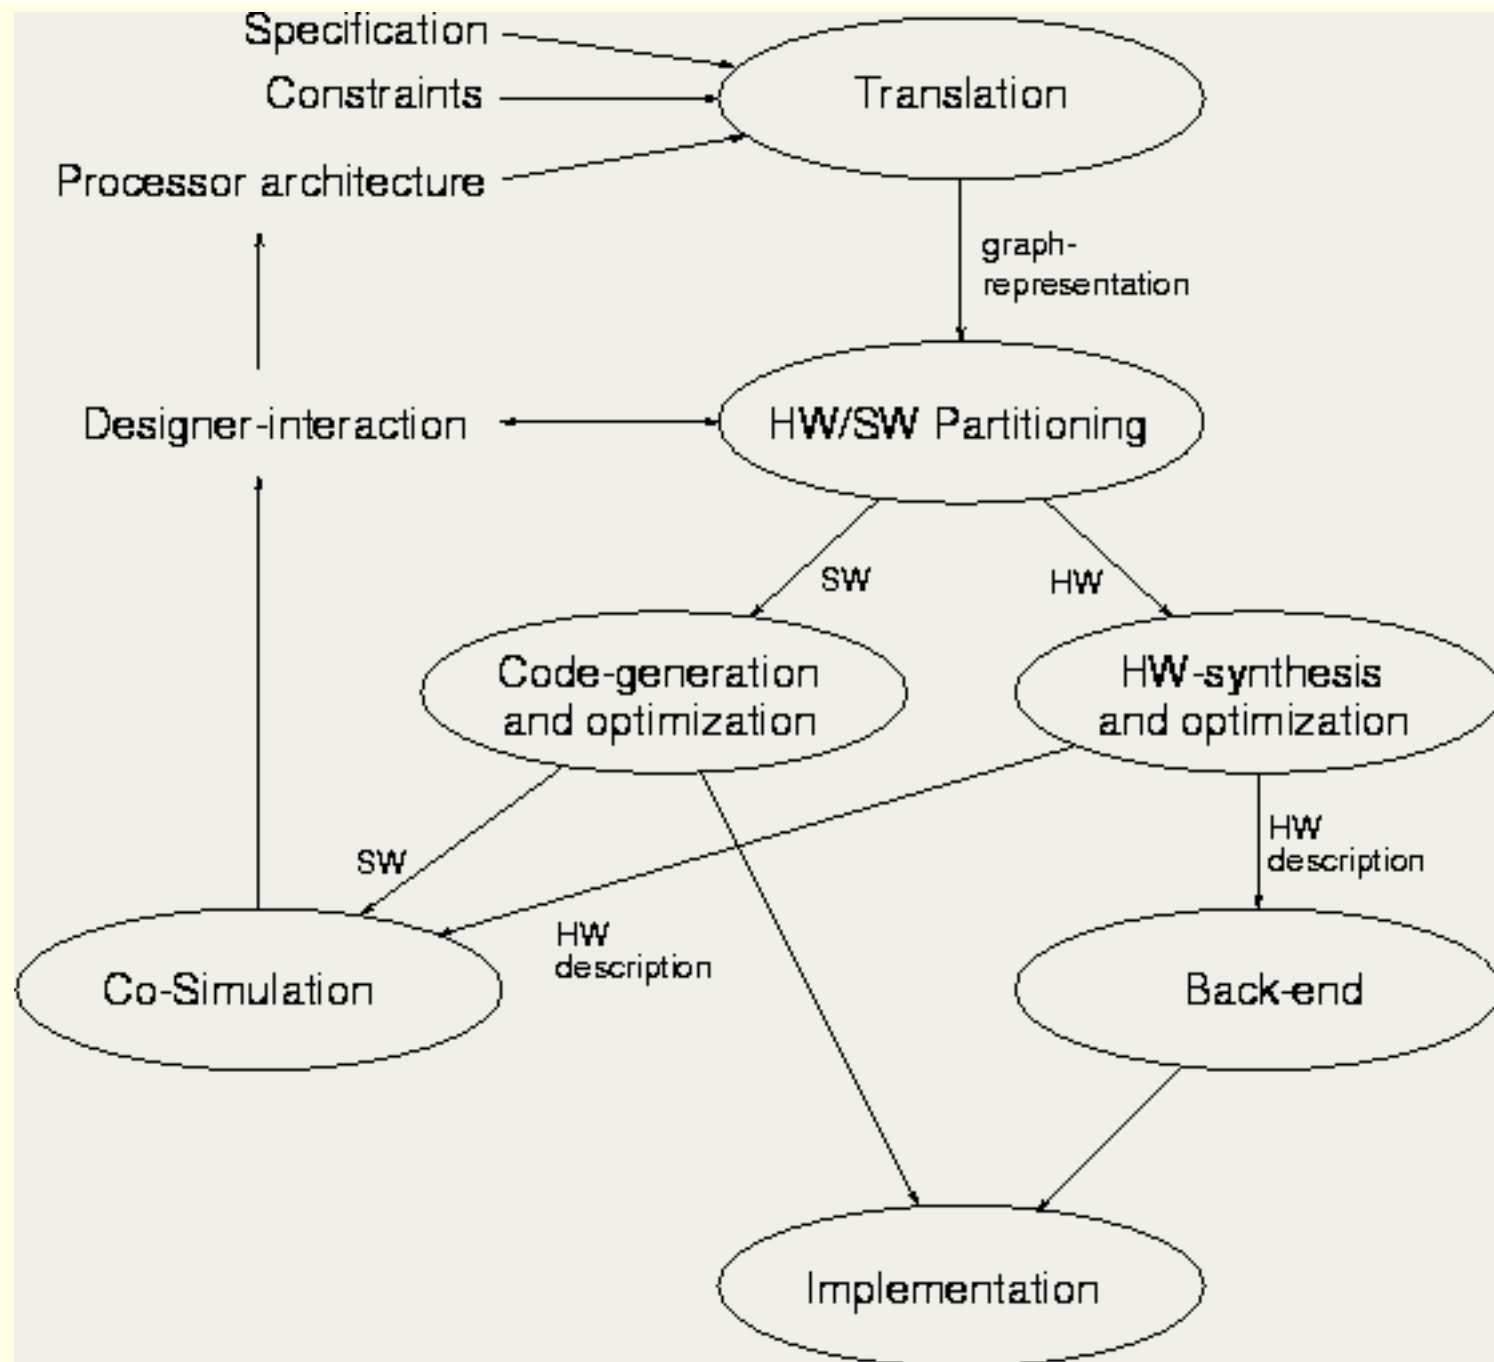 Specification
Constraints
Translation
Processor architecture
graph-
representation
Designer-interaction
HW/SW Partitioning
SW
HW
Code-generation
and optimization
HW-synthesis
and optimization
SW
HW
description
HW
description
Co-Simulation
Back-end
Implementation